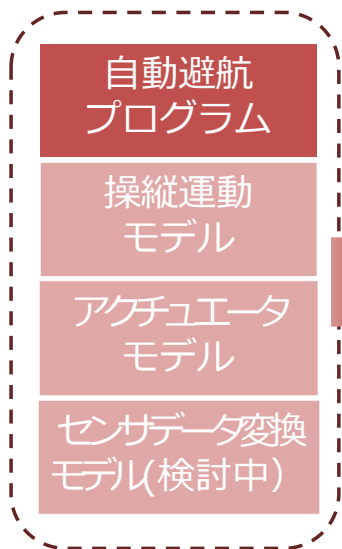 自動避航
プログラム
操縦運動
モデル
アクチュエータ
モデル
センサデータ変換
モデル(検討中）